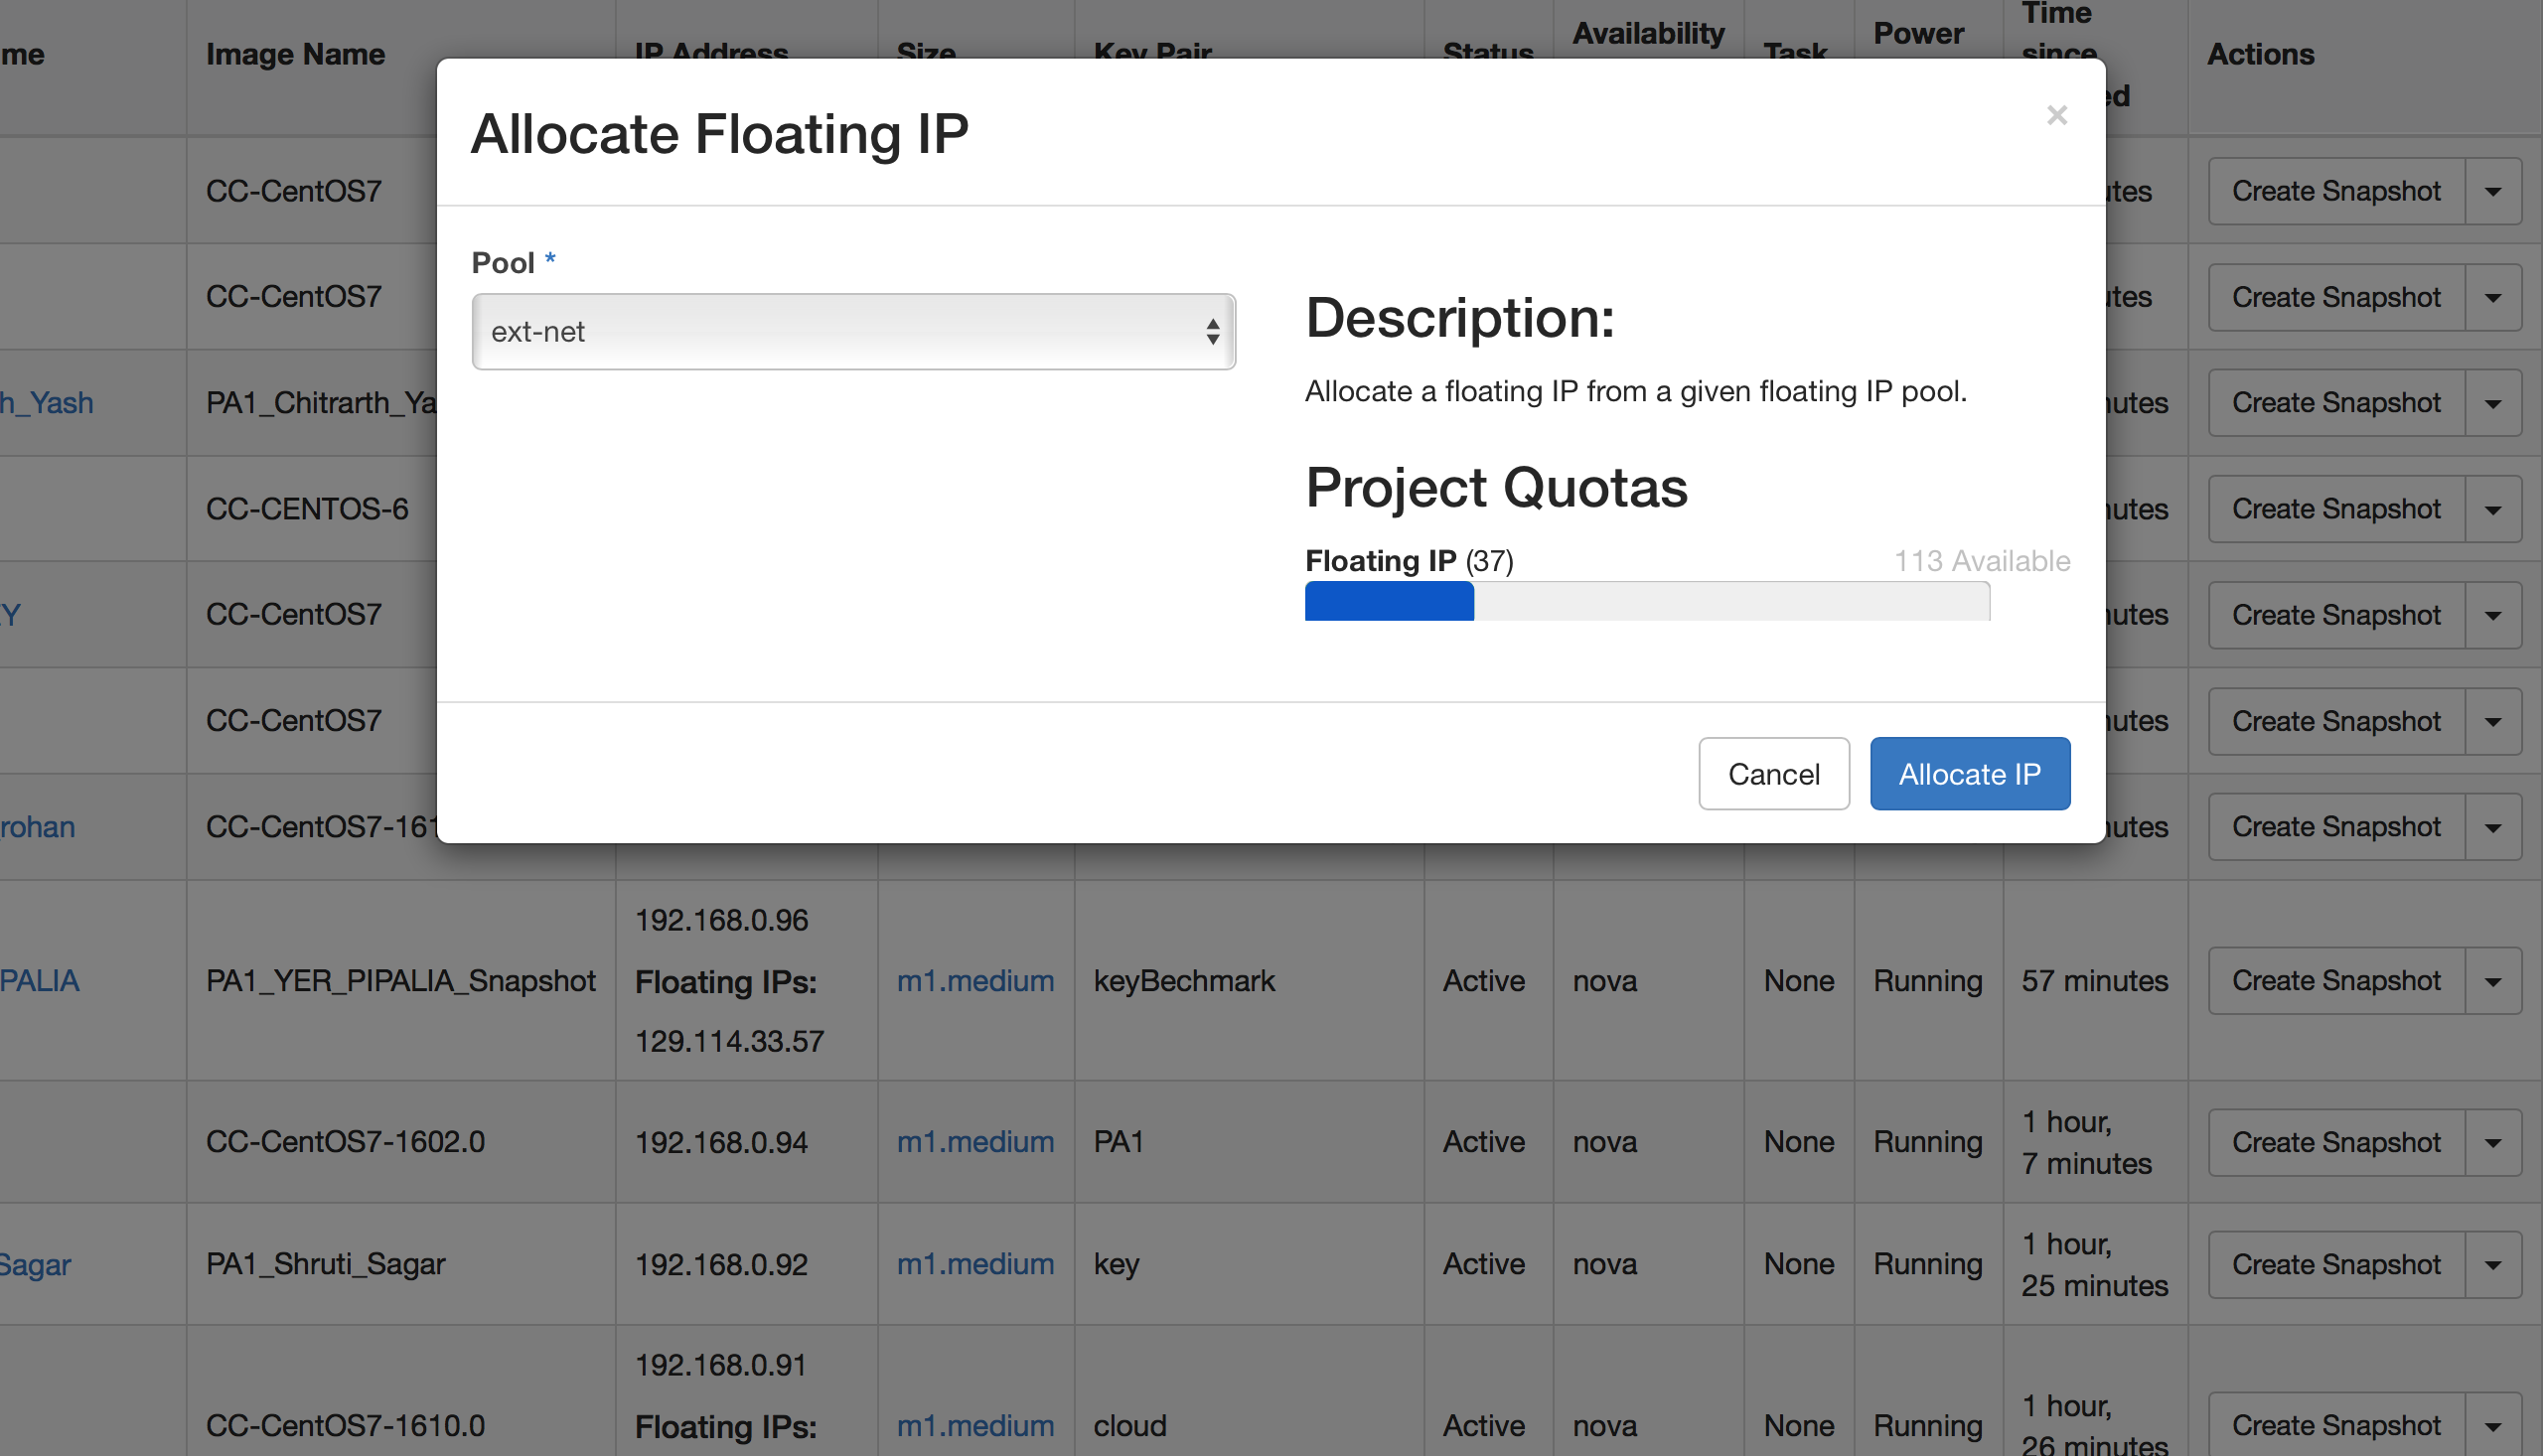 me
Image Name
IP Address
Size
Key Pair
Status
Availability
Task
Power
Time
since
ed
Actions
Allocate Floating IP
×
Pool *
ext-net
Description:
Allocate a floating IP from a given floating IP pool.
Project Quotas
Floating IP (37) 113 Available
Cancel Allocate IP
CC-CentOS7 utes Create Snapshot
CC-CentOS7 utes Create Snapshot
h_Yash PA1_Chitrarth_Ya nutes Create Snapshot
CC-CENTOS-6 nutes Create Snapshot
Y CC-CentOS7 nutes Create Snapshot
CC-CentOS7 nutes Create Snapshot
rohan CC-CentOS7-161 nutes Create Snapshot
192.168.0.96
PALIA PA1_YER_PIPALIA_Snapshot Floating IPs: m1.medium keyBechmark Active nova None Running 57 minutes Create Snapshot
129.114.33.57
CC-CentOS7-1602.0 192.168.0.94 m1.medium PA1 Active nova None Running 1 hour, Create Snapshot
7 minutes
Sagar PA1_Shruti_Sagar 192.168.0.92 m1.medium key Active nova None Running 1 hour, Create Snapshot
25 minutes
192.168.0.91
CC-CentOS7-1610.0 Floating IPs: m1.medium cloud Active nova None Running 1 hour, Create Snapshot
26 minutes